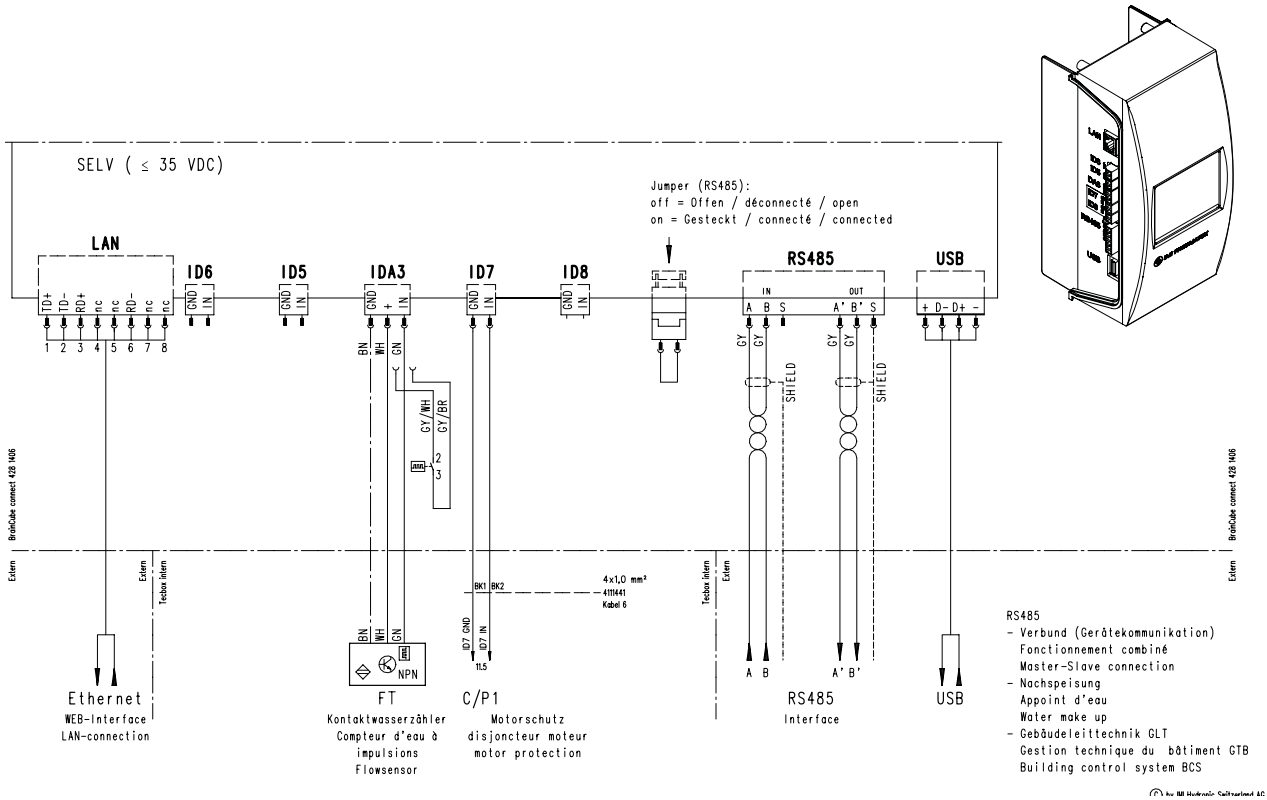 SELV ( ≤ 35 VDC)
Jumper (RS485):
off = Offen / déconnecté / open
on = Gesteckt / connecté / connected
LAN
ID6
ID5
IDA3
ID7
ID8
RS485
USB
TD+ TD- RD+ nc nc RD- nc nc
GND IN
GND IN
GND + IN
GND IN
GND IN
IN OUT
A B S A' B' S
+ D- D+ -
1 2 3 4 5 6 7 8
BN WH GN
GY GY GY GY
SHIELD
SHIELD
GY/WH
GY/BR
2
3
BrainCube connect 428 1406
BrainCube connect 428 1406
Extern
Extern
Tecbox intern
Tecbox intern
Extern
Extern
BK1 BK2
4x1,0 mm²
4111441
Kabel 6
BN WH GN
ID7 GND
ID7 IN
NPN
11.5
A B A' B'
Ethernet
WEB-Interface
LAN-connection
FT
Kontaktwasserzähler
Compteur d'eau à
impulsions
Flowsensor
C/P1
Motorschutz
disjoncteur moteur
motor protection
RS485
Interface
USB
RS485
- Verbund (Gerätekommunikation)
Fonctionnement combiné
Master-Slave connection
- Nachspeisung
Appoint d'eau
Water make up
- Gebäudeleittechnik GLT
Gestion technique du bâtiment GTB
Building control system BCS
© by IMI Hydronic Switzerland AG
LAN
ID6
ID5
ID7
ID8
RS485
USB